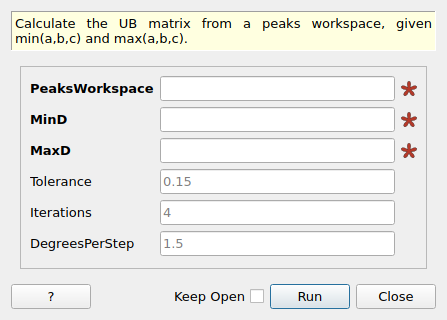 Calculate the UB matrix from a peaks workspace, given
min(a,b,c) and max(a,b,c).
PeaksWorkspace
MinD
MaxD
Tolerance 0.15
Iterations 4
DegreesPerStep 1.5
? Keep Open Run Close